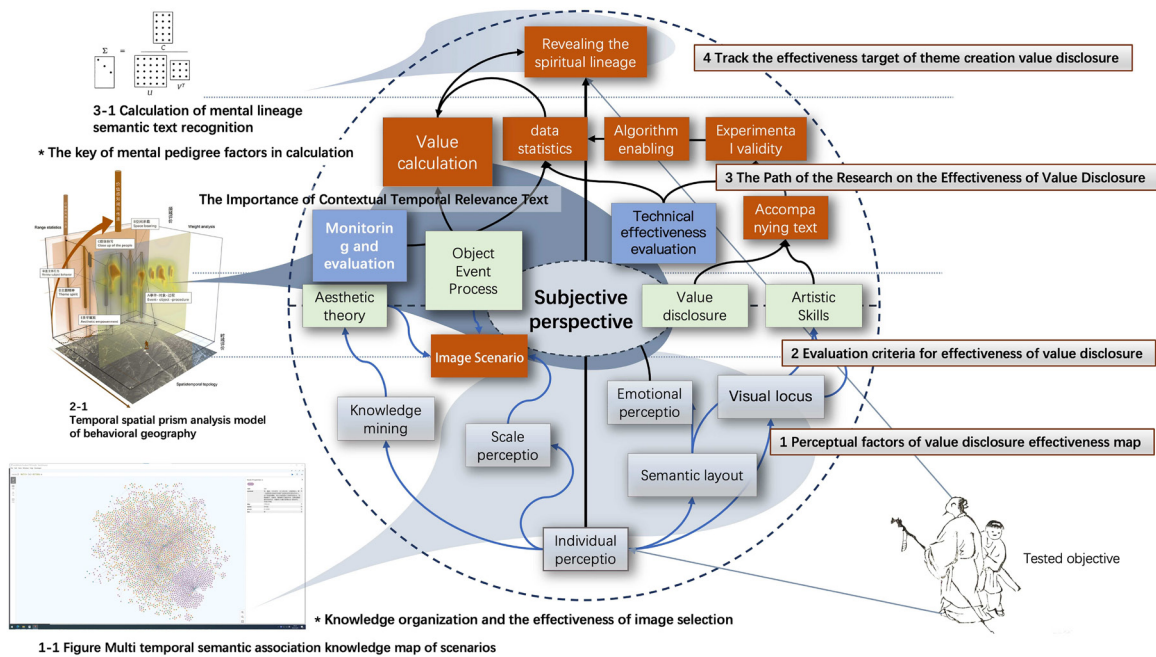 Σ
=
C
U
V^T
3-1 Calculation of mental lineage
semantic text recognition
* The key of mental pedigree factors in calculation
Revealing the
spiritual lineage
4 Track the effectiveness target of theme creation value disclosure
Value
calculation
data
statistics
Algorithm
enabling
Experimenta
l validity
3 The Path of the Research on the Effectiveness of Value Disclosure
The Importance of Contextual Temporal Relevance Text
Range statistics
Weight analysis
Spatiotemporal topology
2-1
Temporal spatial prism analysis model
of behavioral geography
Monitorin
g and
evaluation
Object
Event
Process
Technical
effectiveness
evaluation
Accompa
nying text
Aesthetic
theory
Subjective
perspective
Value
disclosure
Artistic
Skills
Image Scenario
2 Evaluation criteria for effectiveness of value disclosure
Knowledge
mining
Scale
perceptio
Emotional
perceptio
Visual locus
Semantic layout
1 Perceptual factors of value disclosure effectiveness map
Individual
perceptio
Tested objective
* Knowledge organization and the effectiveness of image selection
1-1 Figure Multi temporal semantic association knowledge map of scenarios